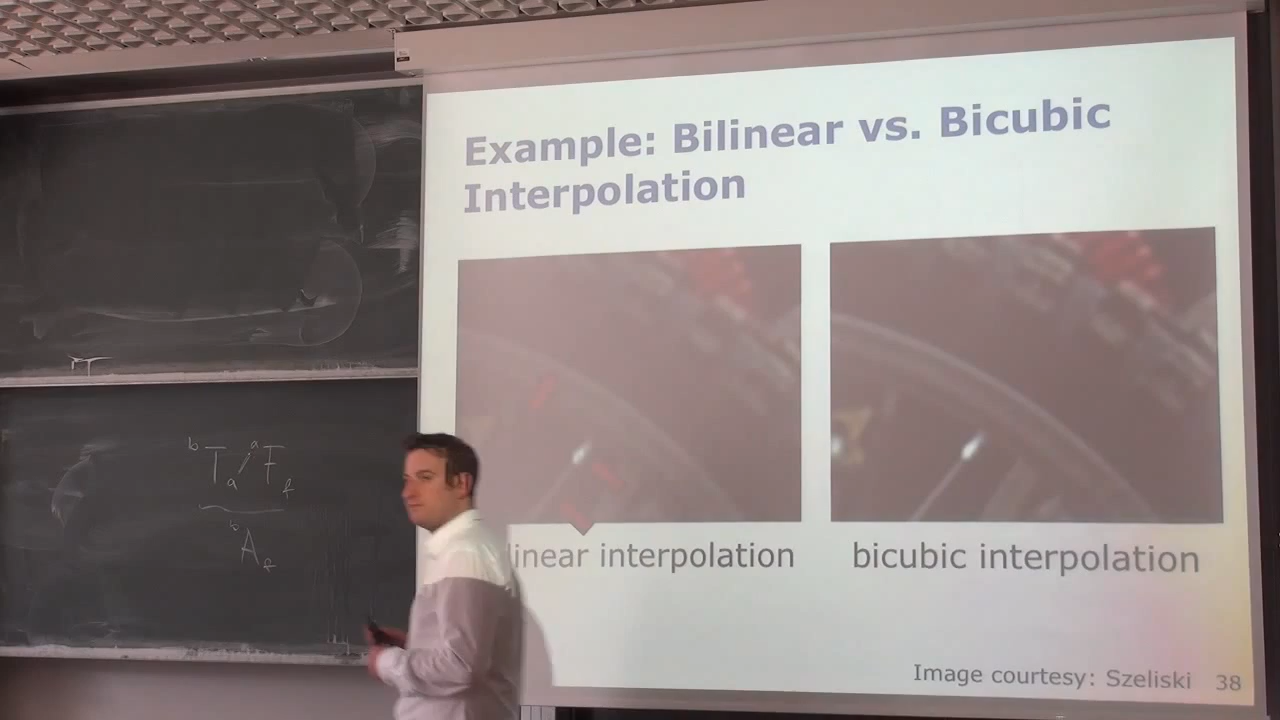 Example: Bilinear vs. Bicubic
Interpolation
linear interpolation
bicubic interpolation
Image courtesy: Szeliski 38
b T a a F f
b A f